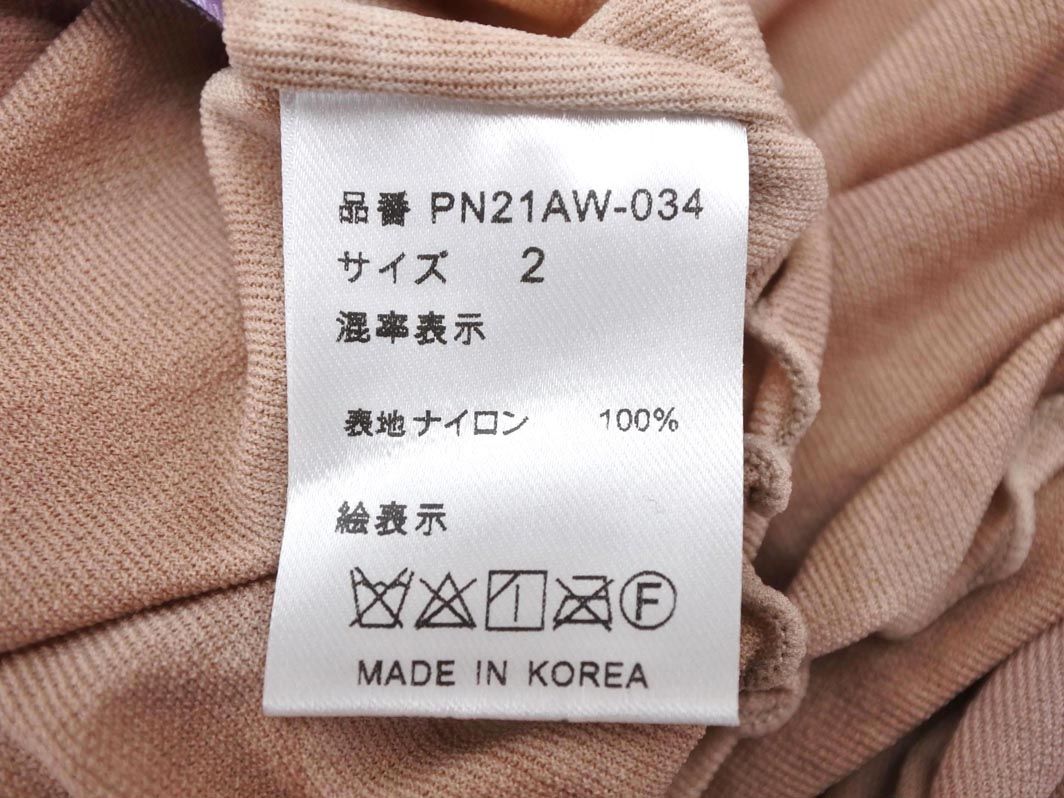 品番 PN21AW-034
サイズ 2
混率表示
表地ナイロン 100%
絵表示
F
MADE IN KOREA